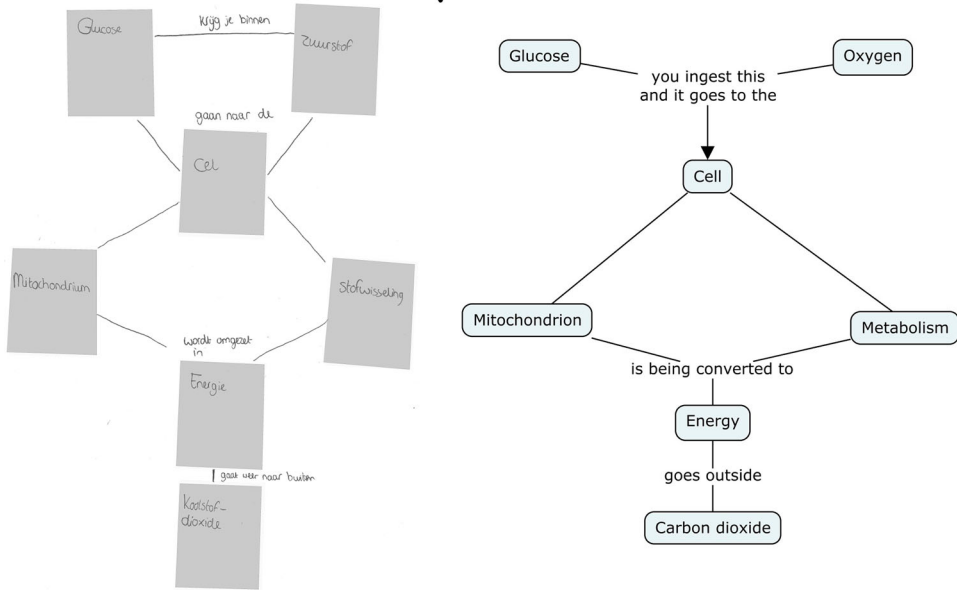 Glucose
krijg je binnen
Zuurstof
gaan naar de
Cel
Mitochondrium
Stofwisseling
wordt omgezet
in
Energie
gaat weer naar buiten
Koolstof-
dioxide
Glucose
Oxygen
you ingest this
and it goes to the
Cell
Mitochondrion
Metabolism
is being converted to
Energy
goes outside
Carbon dioxide